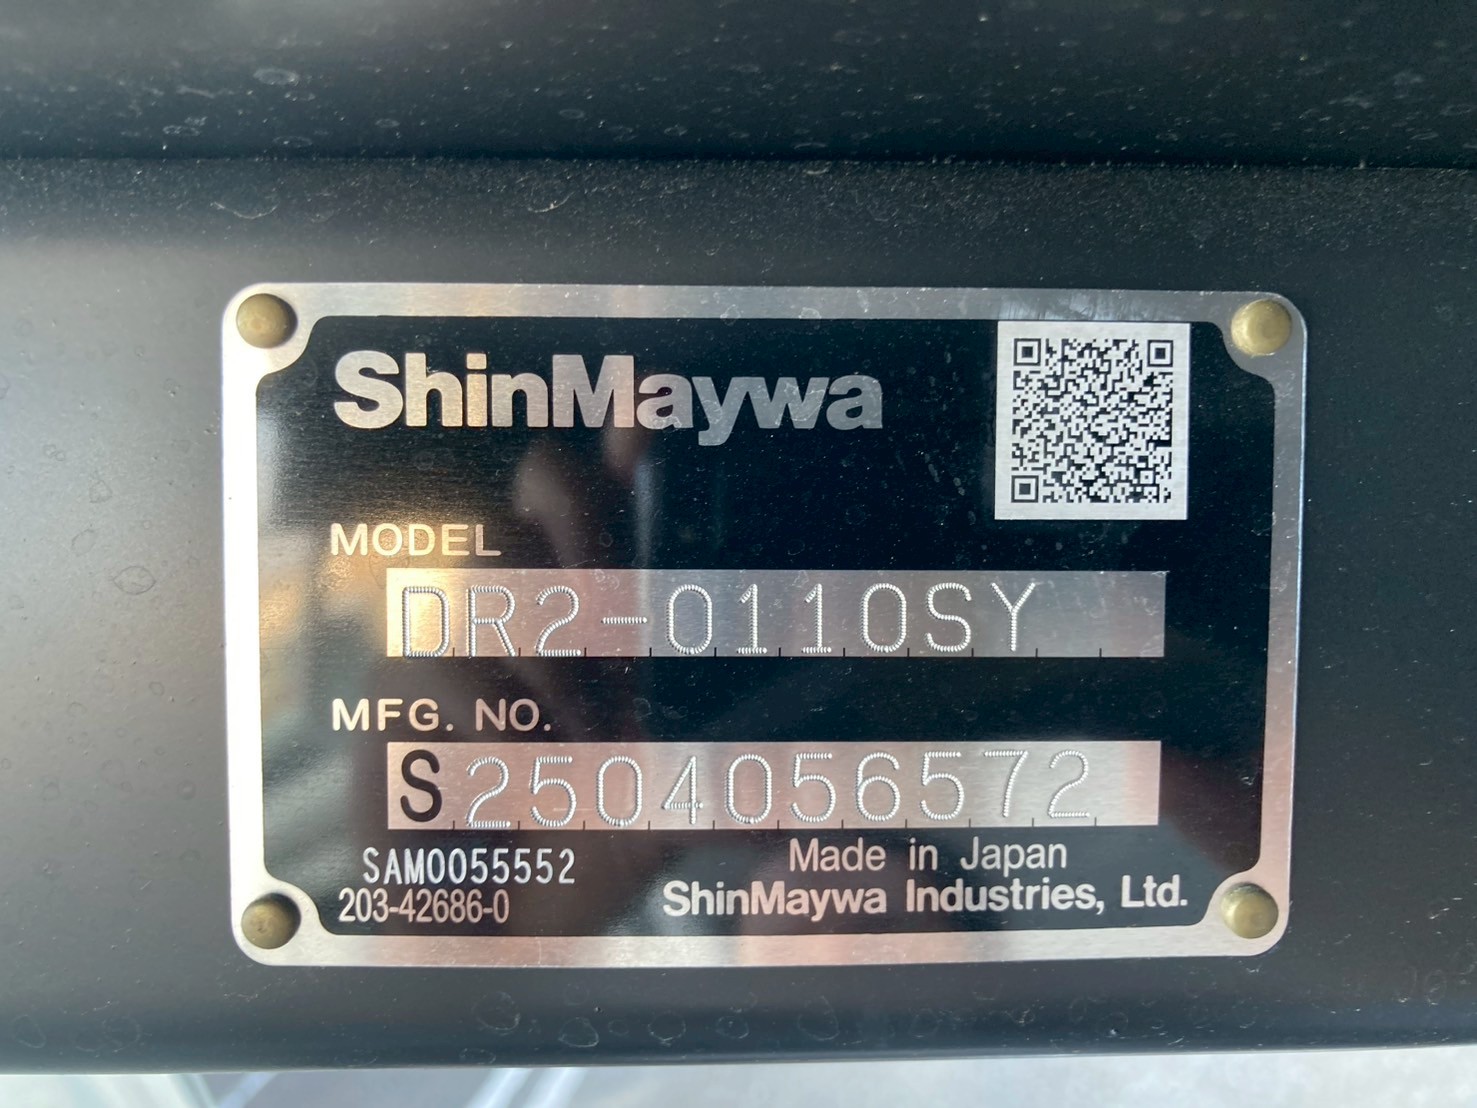 ShinMaywa
MODEL
DR2-0110SY
MFG. NO.
S2504056572
SAM0055552
203-42686-0
Made in Japan
ShinMaywa Industries, Ltd.